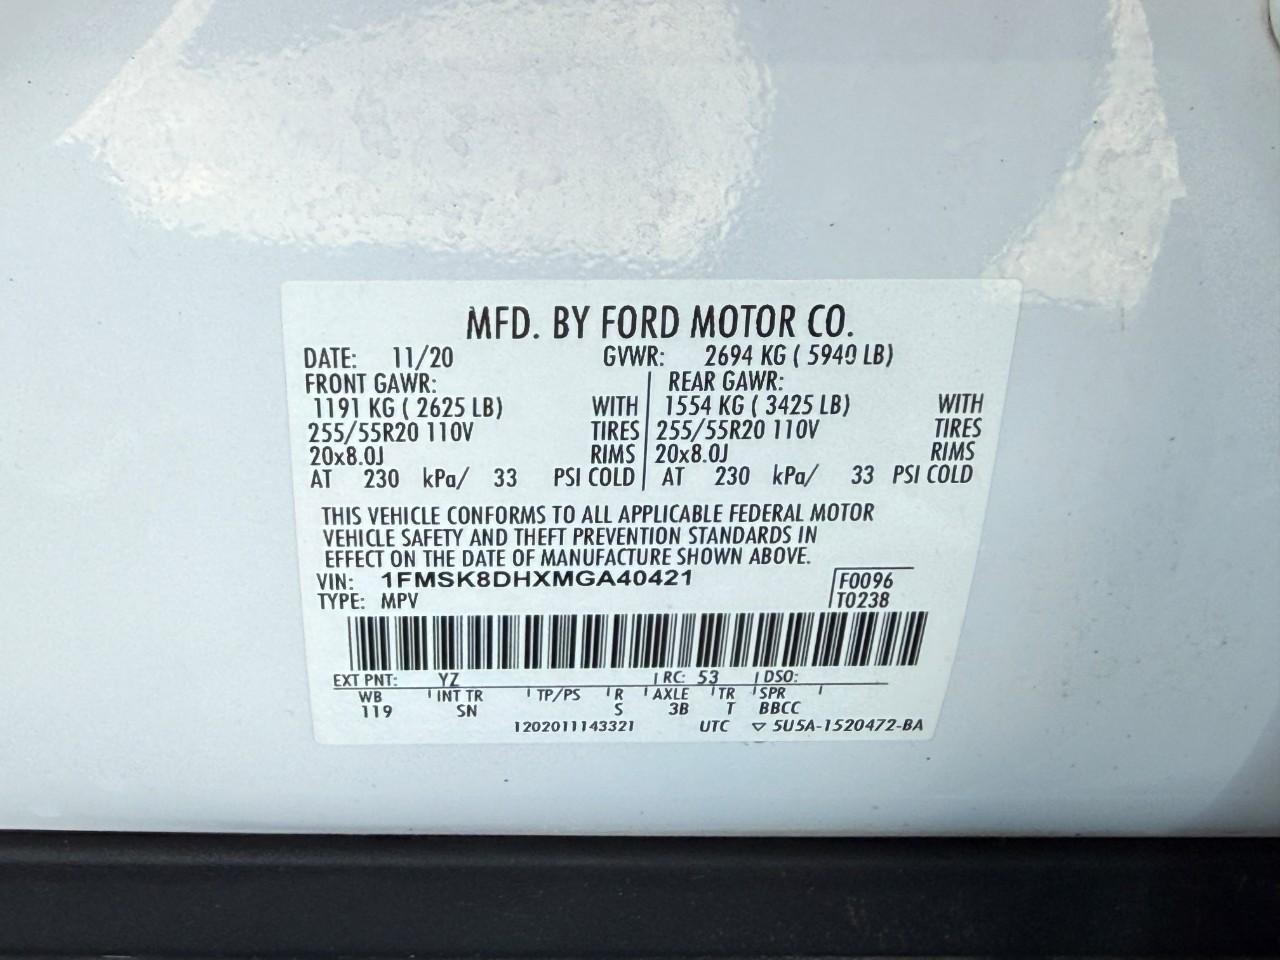 MFD. BY FORD MOTOR CO.
DATE: 11/20 GVWR: 2694 KG ( 5940 LB)
FRONT GAWR: REAR GAWR:
1191 KG ( 2625 LB) WITH 1554 KG ( 3425 LB) WITH
255/55R20 110V TIRES 255/55R20 110V TIRES
20x8.0J RIMS 20x8.0J RIMS
AT 230 kPa/ 33 PSI COLD AT 230 kPa/ 33 PSI COLD
THIS VEHICLE CONFORMS TO ALL APPLICABLE FEDERAL MOTOR
VEHICLE SAFETY AND THEFT PREVENTION STANDARDS IN
EFFECT ON THE DATE OF MANUFACTURE SHOWN ABOVE.
VIN: 1FMSK8DHXMGA40421 F0096
TYPE: MPV T0238
EXT PNT: YZ RC: 53 DSO:
WB INT TR TP/PS R AXLE TR SPR
119 SN S 3B T BBCC
1202011143321 UTC ▽ 5U5A-1520472-BA